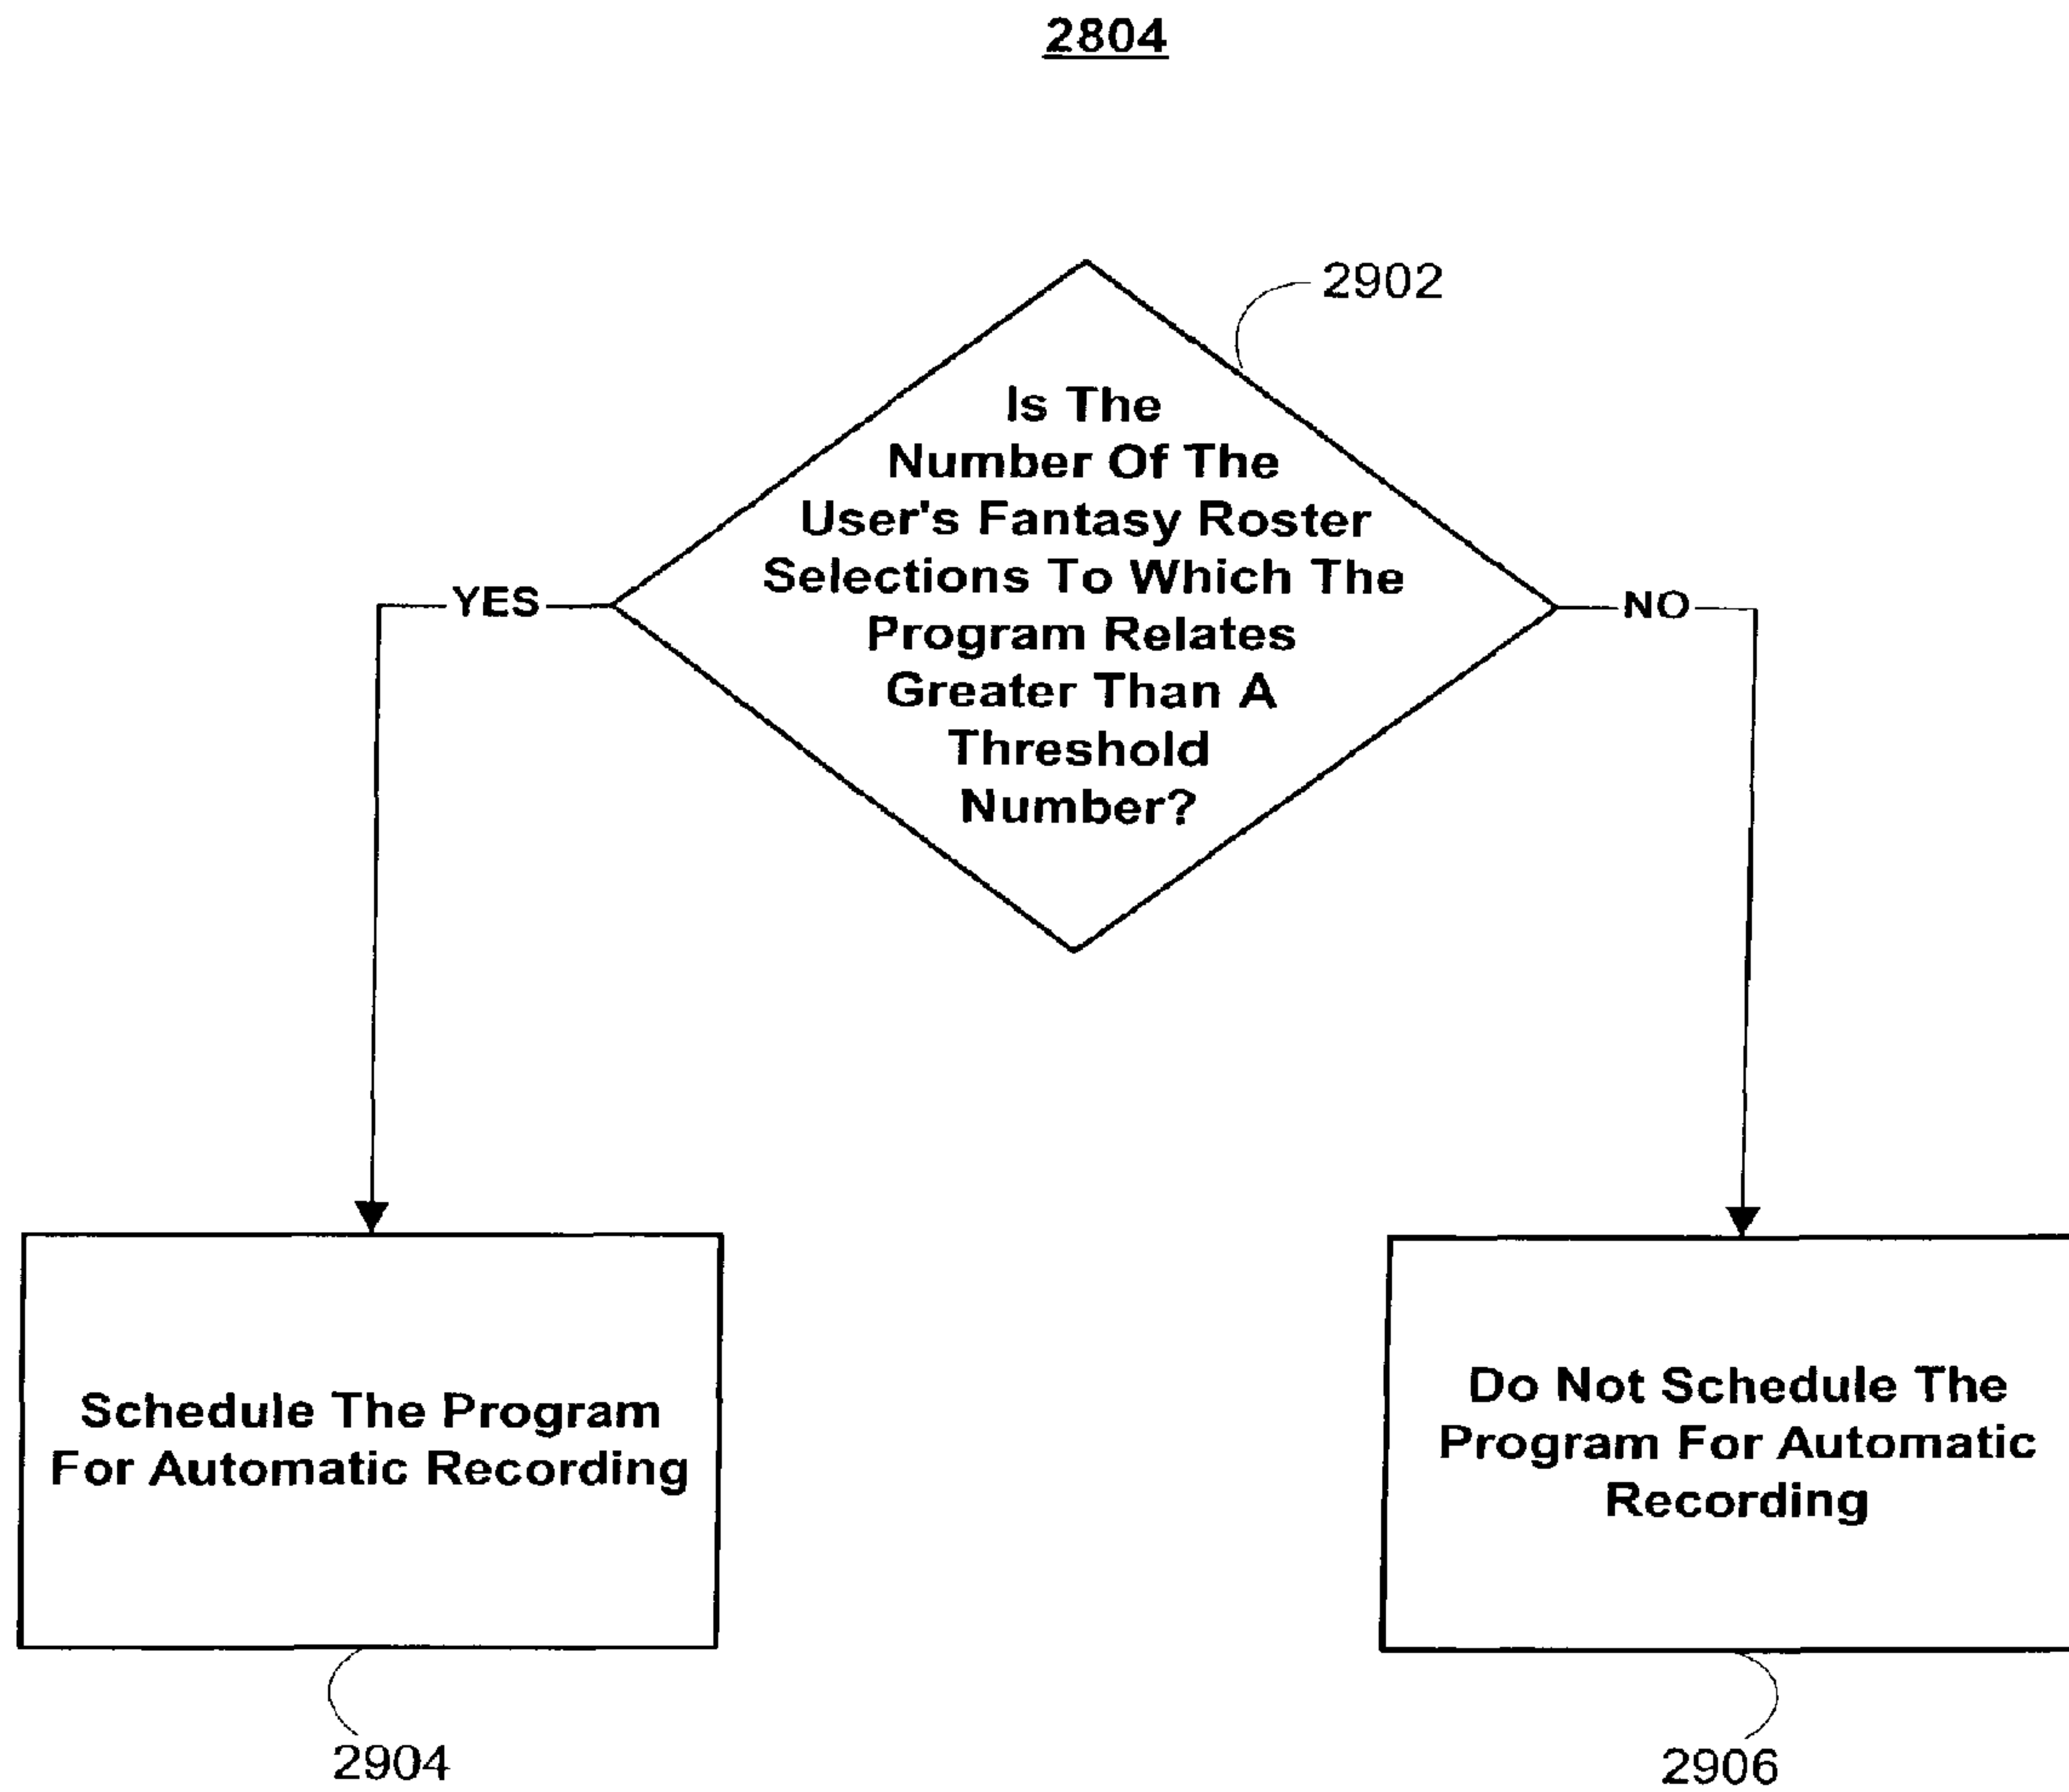 2804
2902
Is The
Number Of The
User's Fantasy Roster
Selections To Which The
Program Relates
Greater Than A
Threshold
Number?
YES
NO
Schedule The Program
For Automatic Recording
Do Not Schedule The
Program For Automatic
Recording
2904
2906